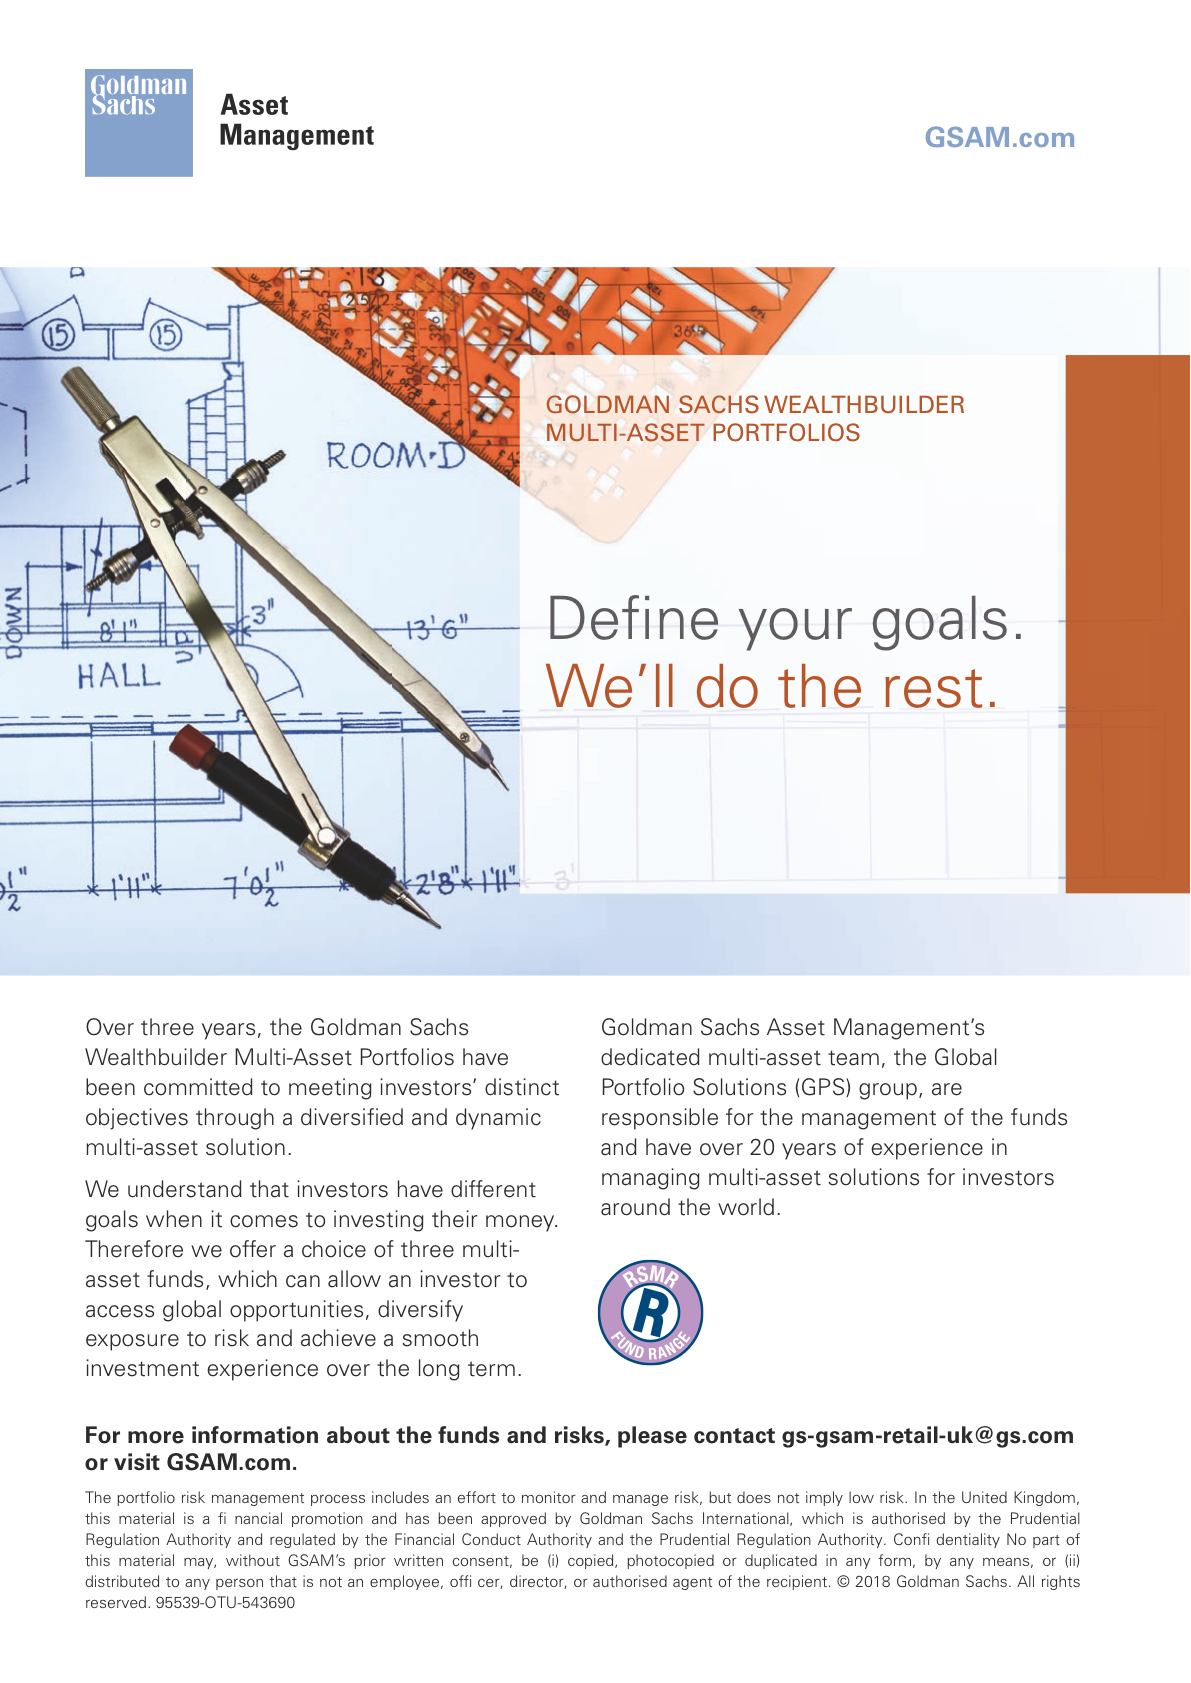 Goldman
Sachs
Asset
Management
GSAM.com
15
15
ROOM·D
GOLDMAN SACHS WEALTHBUILDER
MULTI-ASSET PORTFOLIOS
DOWN
8'1"
UP
3"
13'6"
HALL
Define your goals.
We’ll do the rest.
1'11"
7'0½"
2'8"
1'11"
3'
Over three years, the Goldman Sachs
Wealthbuilder Multi-Asset Portfolios have
been committed to meeting investors’ distinct
objectives through a diversified and dynamic
multi-asset solution.
We understand that investors have different
goals when it comes to investing their money.
Therefore we offer a choice of three multi-
asset funds, which can allow an investor to
access global opportunities, diversify
exposure to risk and achieve a smooth
investment experience over the long term.
Goldman Sachs Asset Management’s
dedicated multi-asset team, the Global
Portfolio Solutions (GPS) group, are
responsible for the management of the funds
and have over 20 years of experience in
managing multi-asset solutions for investors
around the world.
RSMR
R
FUND RANGE
For more information about the funds and risks, please contact gs-gsam-retail-uk@gs.com
or visit GSAM.com.
The portfolio risk management process includes an effort to monitor and manage risk, but does not imply low risk. In the United Kingdom,
this material is a fi nancial promotion and has been approved by Goldman Sachs International, which is authorised by the Prudential
Regulation Authority and regulated by the Financial Conduct Authority and the Prudential Regulation Authority. Confi dentiality No part of
this material may, without GSAM’s prior written consent, be (i) copied, photocopied or duplicated in any form, by any means, or (ii)
distributed to any person that is not an employee, offi cer, director, or authorised agent of the recipient. © 2018 Goldman Sachs. All rights
reserved. 95539-OTU-543690